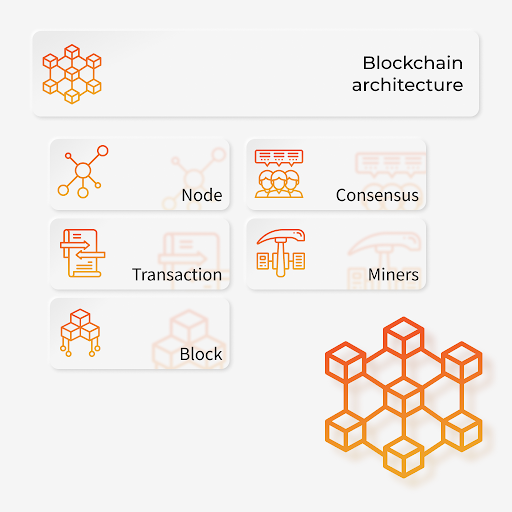 Blockchain
architecture
Node
Consensus
Transaction
Miners
Block